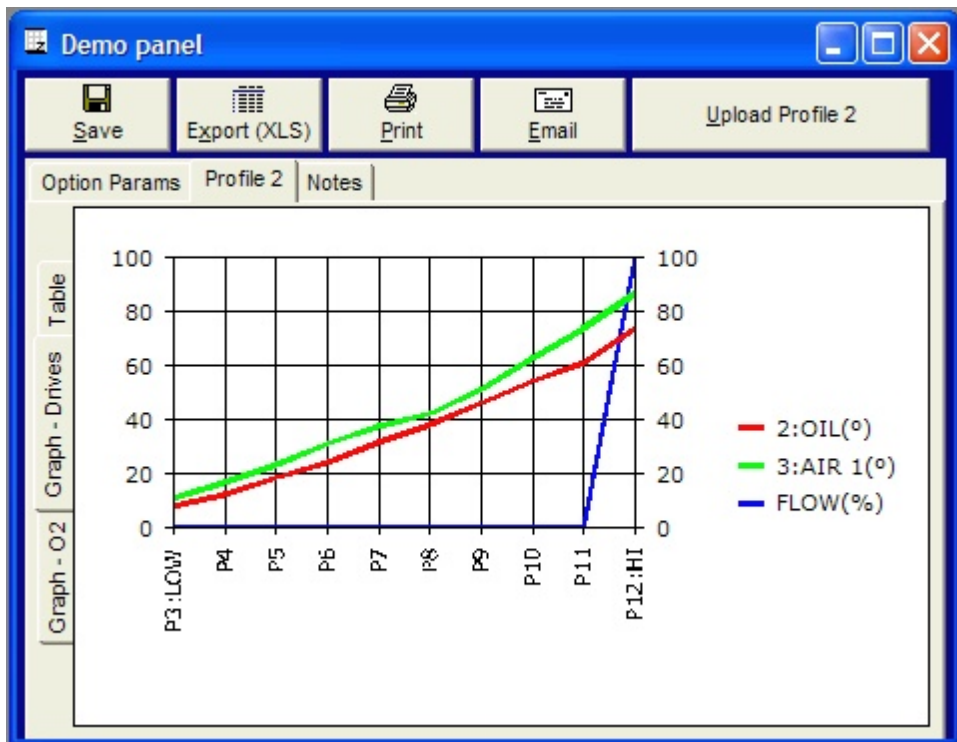 Demo panel
Save
Export (XLS)
Print
Email
Upload Profile 2
Option Params
Profile 2
Notes
Table
Graph - Drives
Graph - O2
100
80
60
40
20
0
100
80
60
40
20
0
P3:LOW
P4
P5
P6
P7
P8
P9
P10
P11
P12:HI
2:OIL(º)
3:AIR 1(º)
FLOW(%)